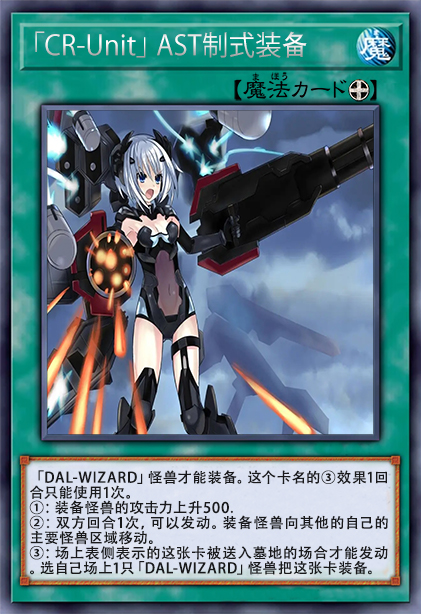 「CR-Unit」 AST制式装备
魔
まほう
【魔法カード】
「DAL-WIZARD」怪兽才能装备。这个卡名的③效果1回
合只能使用1次。
①：装备怪兽的攻击力上升500.
②：双方回合1次，可以发动。装备怪兽向其他的自己的
主要怪兽区域移动。
③：场上表侧表示的这张卡被送入墓地的场合才能发动
。选自己场上1只「DAL-WIZARD」怪兽把这张卡装备。